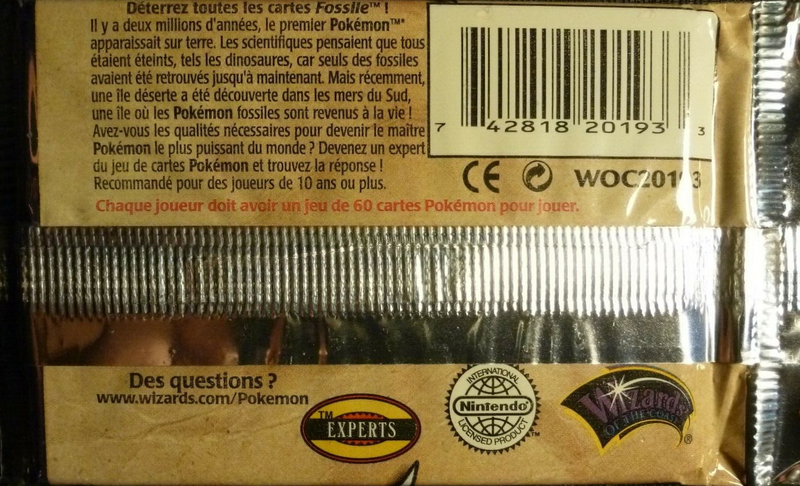 Déterrez toutes les cartes Fossile™ !
Il y a deux millions d'années, le premier Pokémon™*
apparaissait sur terre. Les scientifiques pensaient que tous
étaient éteints, tels les dinosaures, car seuls des fossiles
avaient été retrouvés jusqu'à maintenant. Mais récemment,
une île déserte a été découverte dans les mers du Sud,
une île où les Pokémon fossiles sont revenus à la vie !
Avez-vous les qualités nécessaires pour devenir le maître
Pokémon le plus puissant du monde ? Devenez un expert
du jeu de cartes Pokémon et trouvez la réponse !
Recommandé pour des joueurs de 10 ans ou plus.
7 42818 20193 3
CE WOC20193
Chaque joueur doit avoir un jeu de 60 cartes Pokémon pour jouer.
Des questions ?
www.wizards.com/Pokemon
EXPERTS™
INTERNATIONAL
Nintendo®
LICENSED PRODUCT™
Wizards
OF THE COAST®